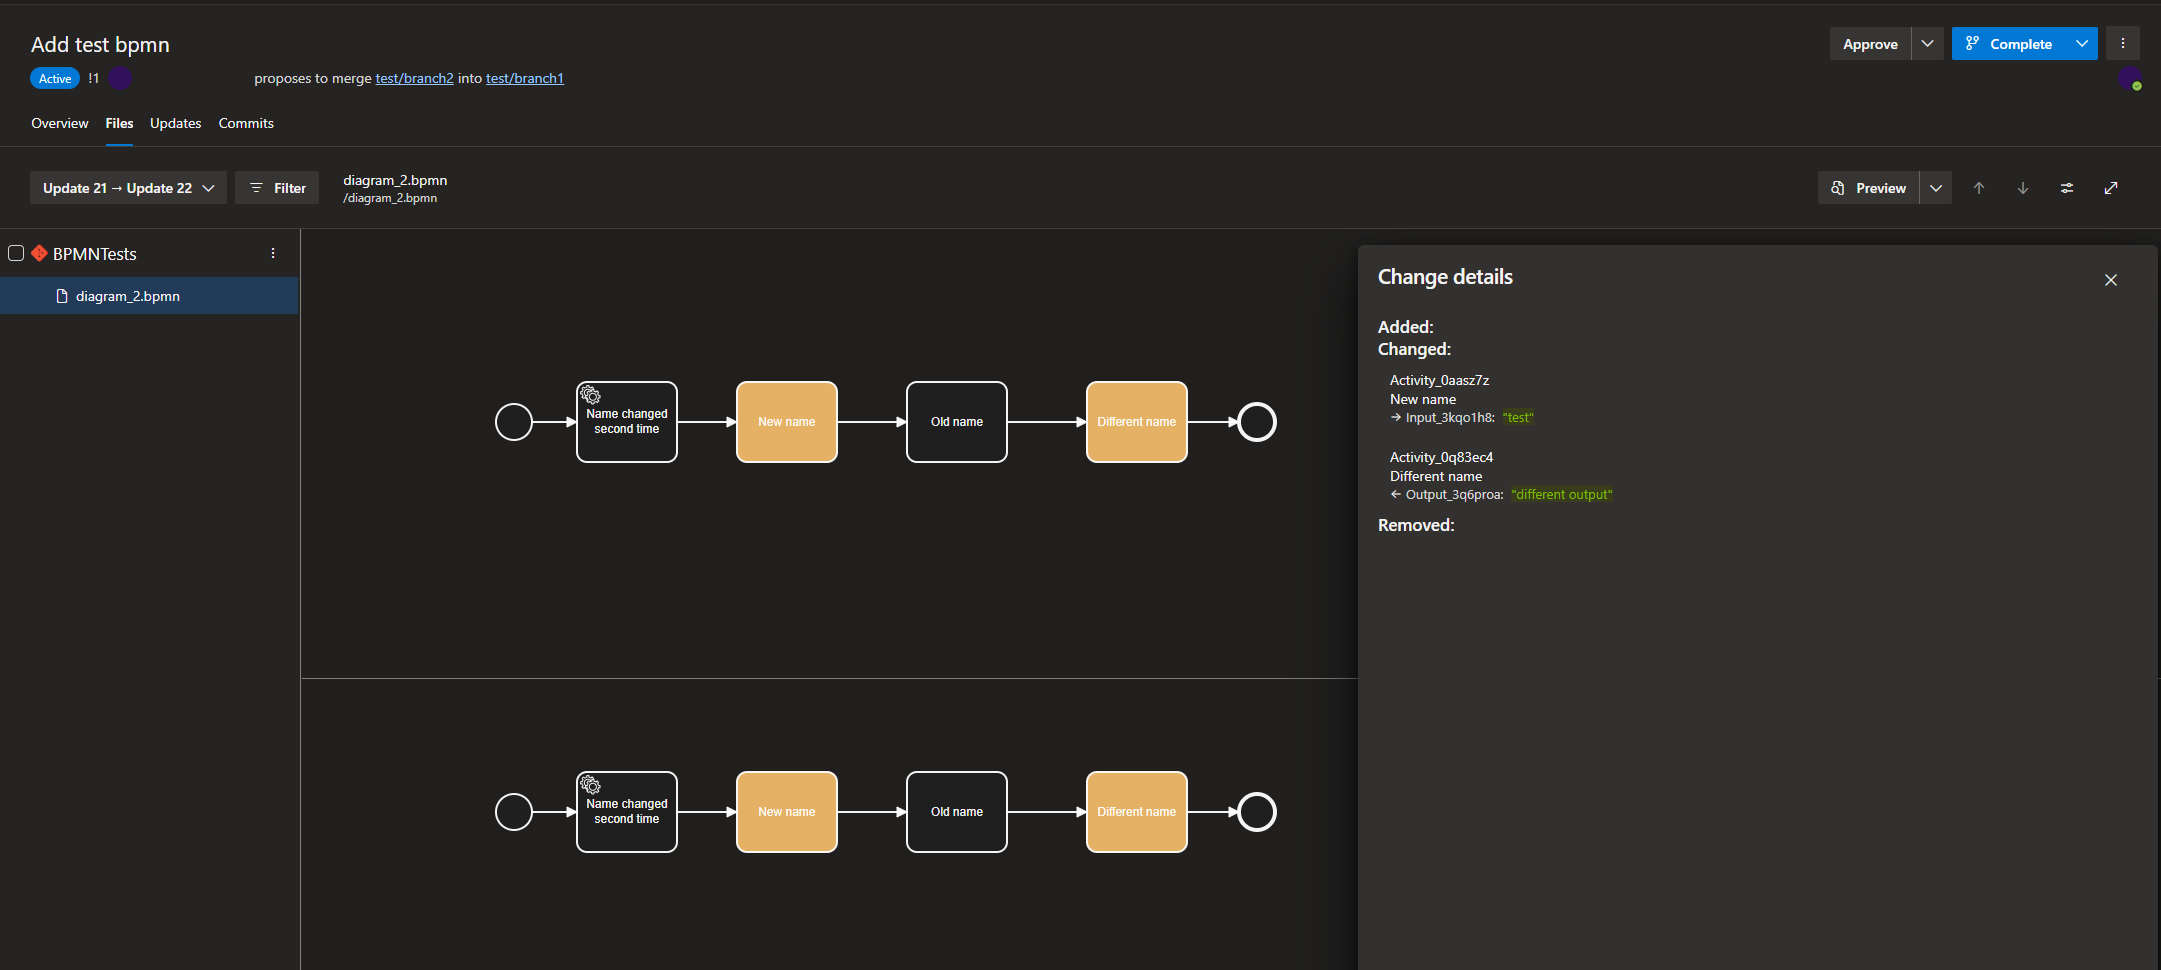 Add test bpmn
Approve
Complete
Active !1 proposes to merge test/branch2 into test/branch1
Overview Files Updates Commits
Update 21 → Update 22
Filter
diagram_2.bpmn
/diagram_2.bpmn
Preview
BPMNTests
diagram_2.bpmn
Name changed
second time
New name
Old name
Different name
Name changed
second time
New name
Old name
Different name
Change details
Added:
Changed:
Activity_0aasz7z
New name
→ Input_3kqo1h8: "test"
Activity_0q83ec4
Different name
← Output_3q6proa: "different output"
Removed: